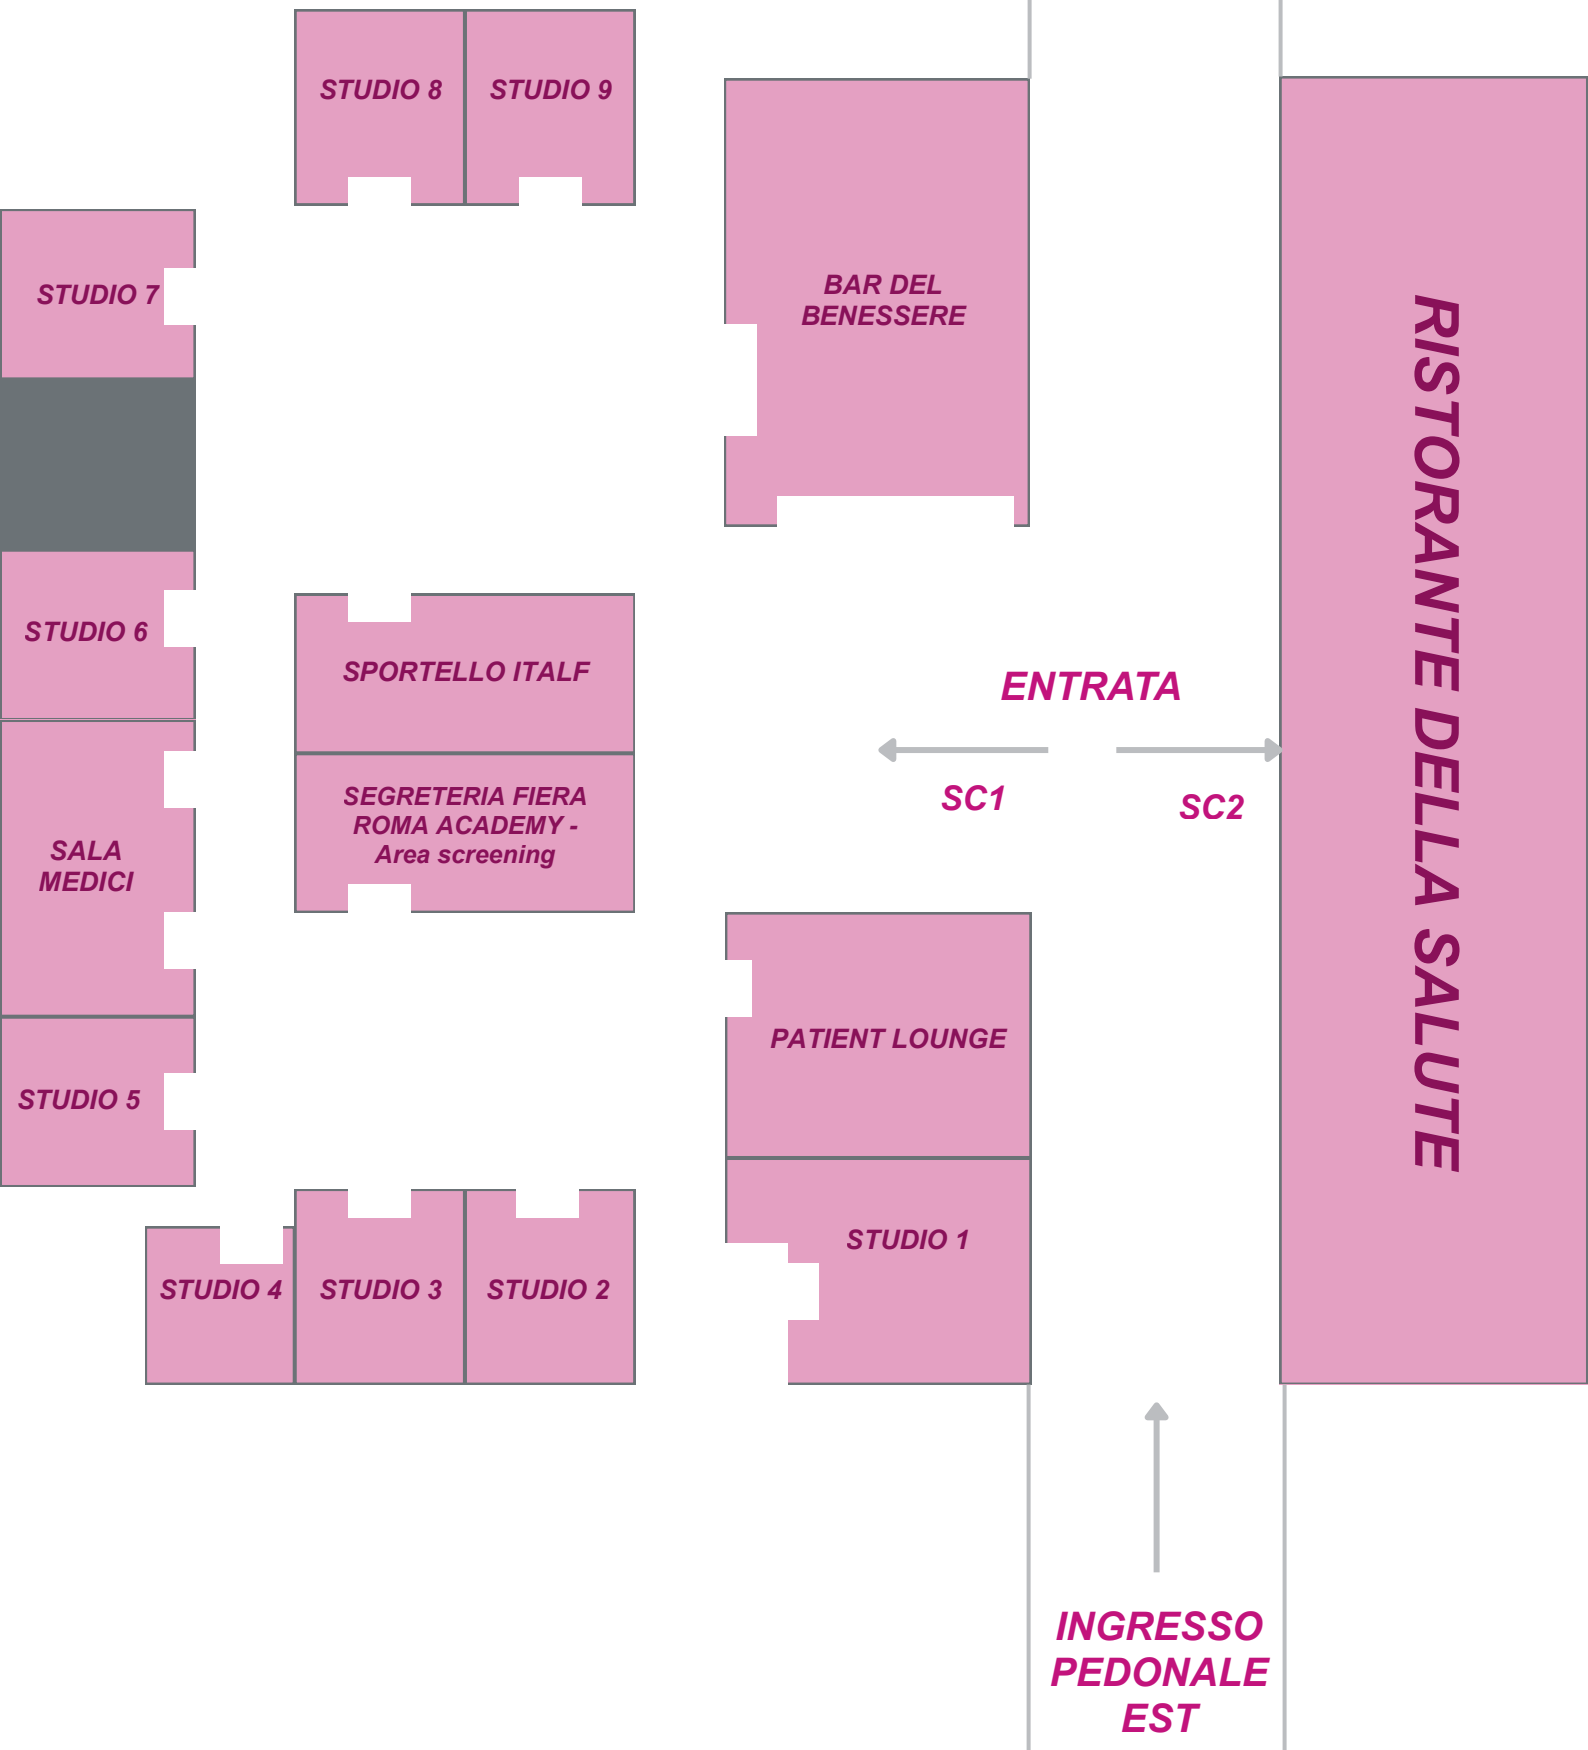 STUDIO 8
STUDIO 9
STUDIO 7
BAR DEL
BENESSERE
RISTORANTE DELLA SALUTE
STUDIO 6
SPORTELLO ITALF
ENTRATA
SC1
SC2
SEGRETERIA FIERA
ROMA ACADEMY -
Area screening
SALA
MEDICI
PATIENT LOUNGE
STUDIO 5
STUDIO 1
STUDIO 4
STUDIO 3
STUDIO 2
INGRESSO
PEDONALE
EST